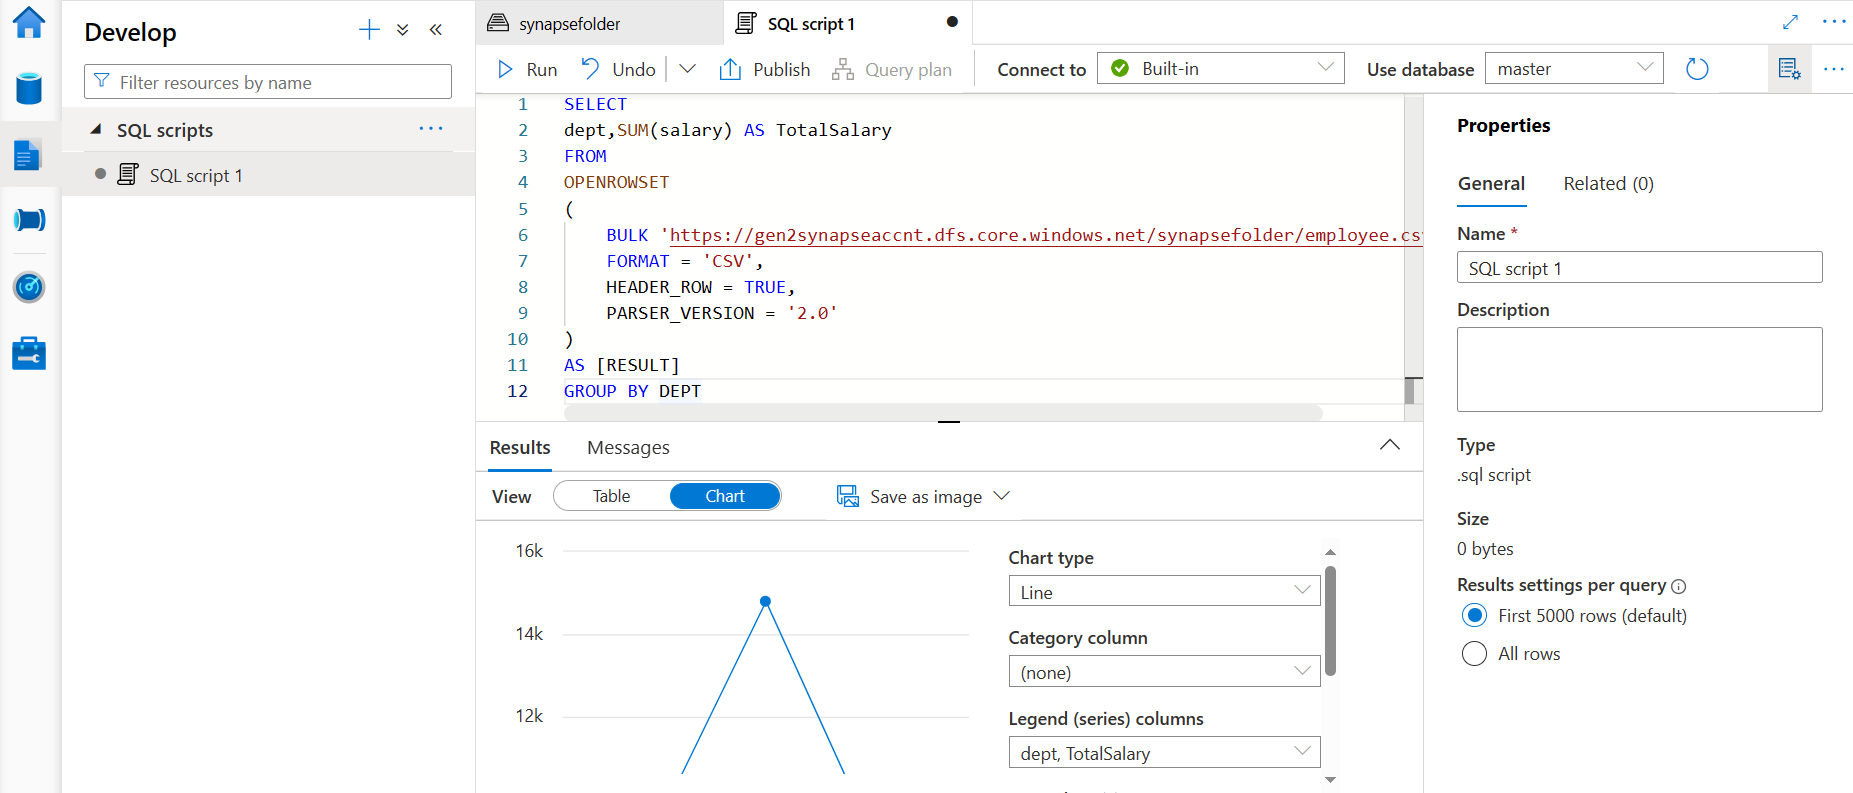 Develop
Filter resources by name
SQL scripts
SQL script 1
synapsefolder
SQL script 1
Run
Undo
Publish
Query plan
Connect to
Built-in
Use database
master
1 SELECT
2 dept,SUM(salary) AS TotalSalary
3 FROM
4 OPENROWSET
5 (
6 BULK 'https://gen2synapseaccnt.dfs.core.windows.net/synapsefolder/employee.cs
7 FORMAT = 'CSV',
8 HEADER_ROW = TRUE,
9 PARSER_VERSION = '2.0'
10 )
11 AS [RESULT]
12 GROUP BY DEPT
Results
Messages
View
Table
Chart
Save as image
16k
14k
12k
Chart type
Line
Category column
(none)
Legend (series) columns
dept, TotalSalary
Properties
General
Related (0)
Name *
SQL script 1
Description
Type
.sql script
Size
0 bytes
Results settings per query
First 5000 rows (default)
All rows